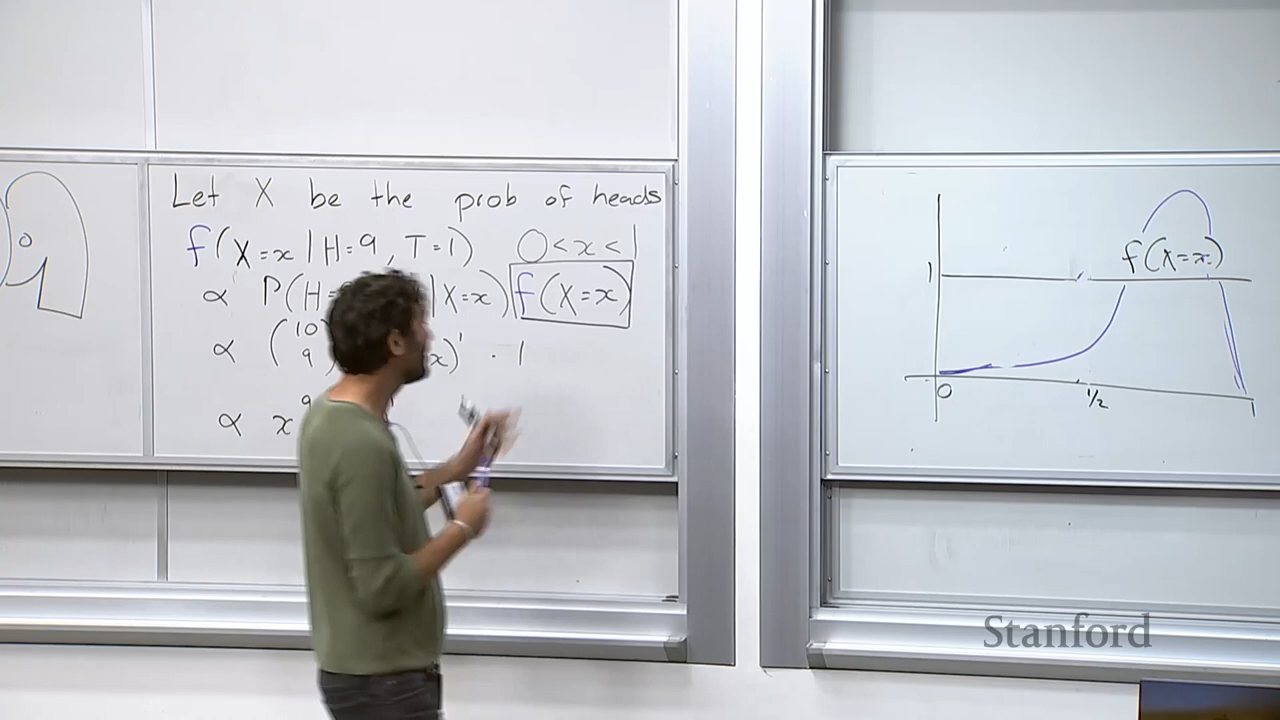 Let X be the prob of heads
f(X=x | H=9, T=1) 0<x<1
∝ P(H= |X=x) f(X=x)
∝ (10 9) x)¹ · 1
∝ x⁹
f(X=x)
1
0 1/2 1
Stanford